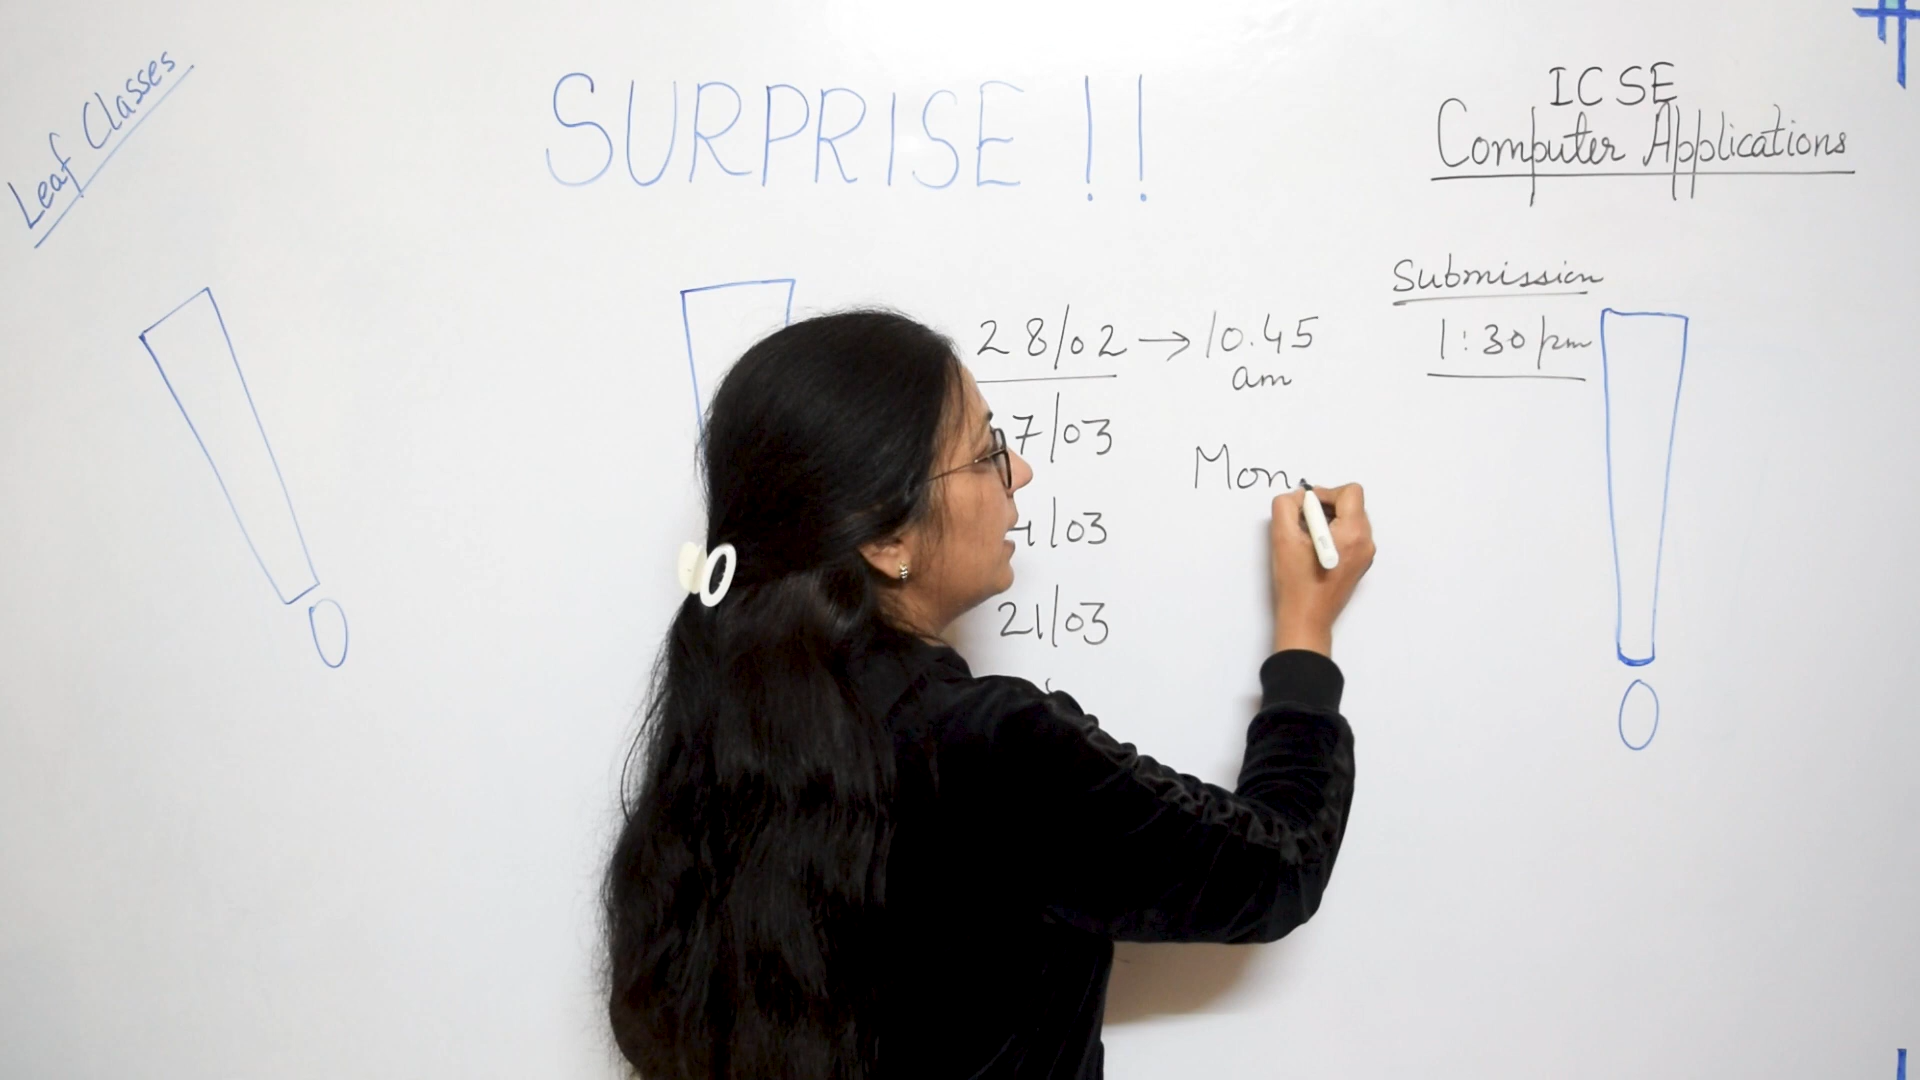 Leaf Classes
SURPRISE !!
ICSE
Computer Applications
Submission
28/02 → 10.45
am
1:30 pm
7/03
Mon
/03
21/03